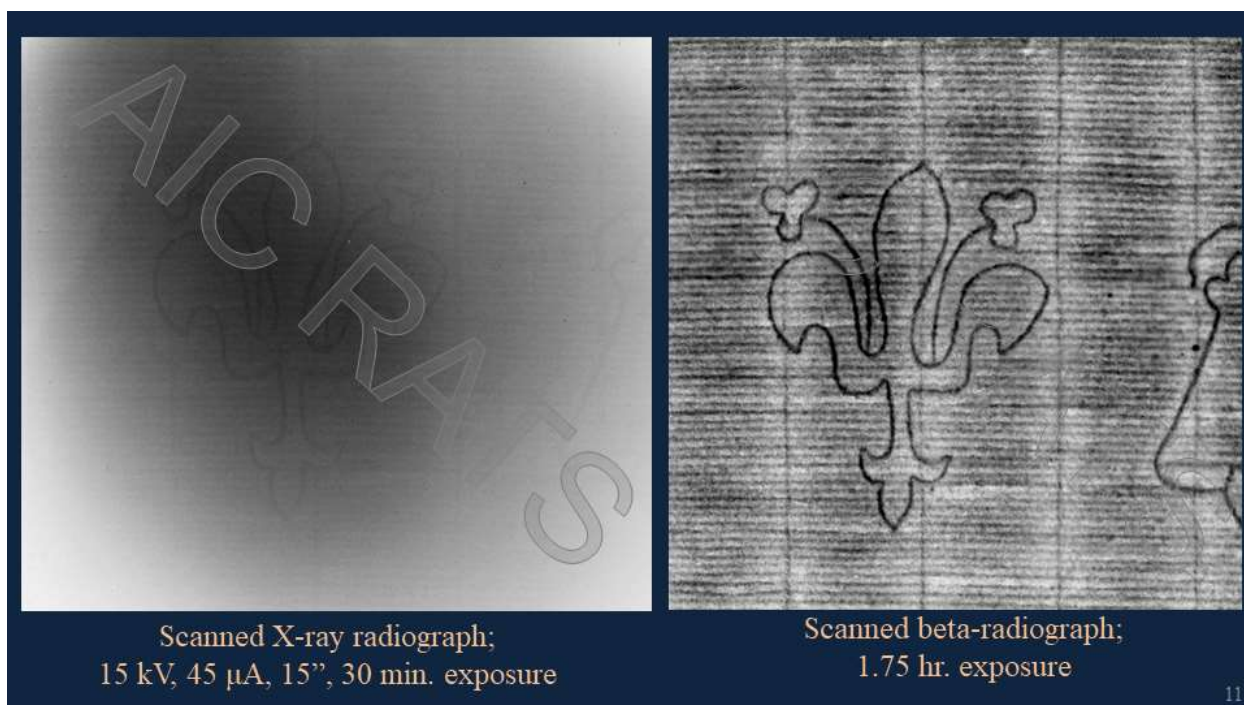 AIC RATS
Scanned X-ray radiograph;
15 kV, 45 μA, 15”, 30 min. exposure
Scanned beta-radiograph;
1.75 hr. exposure
11